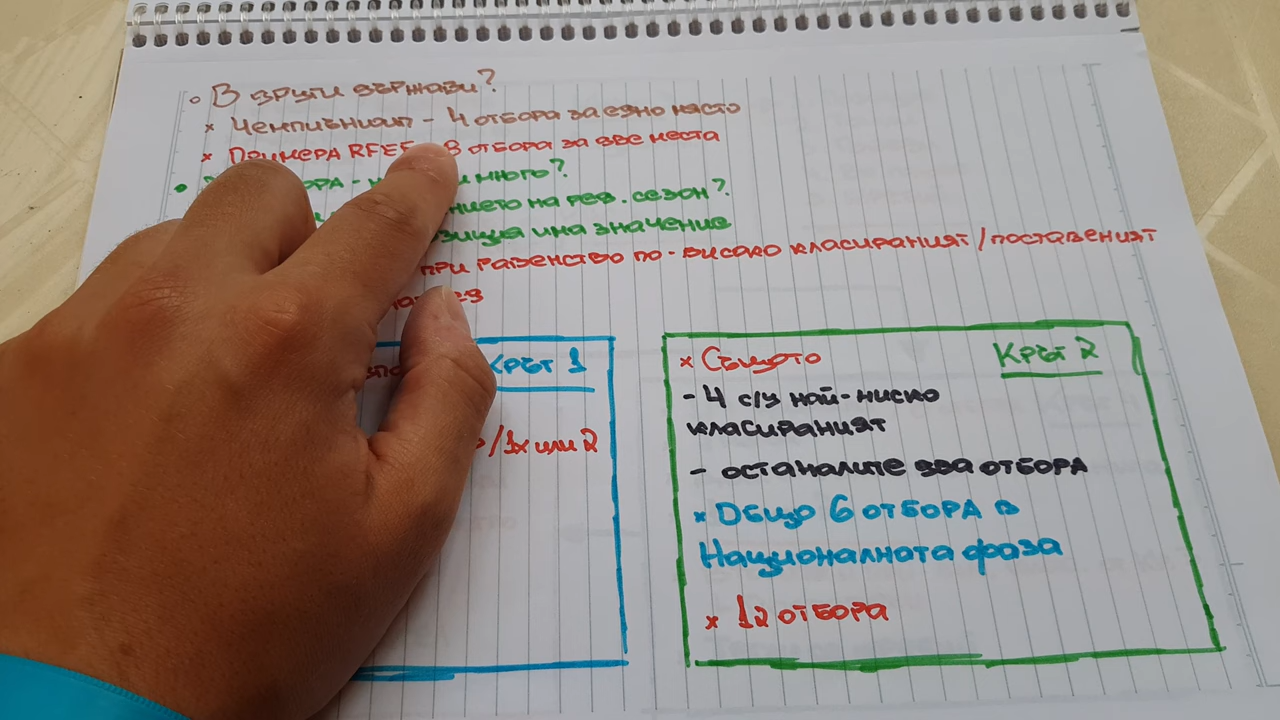 В други държави?
× Чемпиъншип - 4 отбора за едно място
× Примера RFEF - 8 отбора за две места
много?
на рев. сезон?
има значение
при равенство по-високо класираният / поставеният
Кръг 1
/1x или 2
Кръг 2
× Същото
- 4 с/у най-ниско
класираният
- останалите два отбора
× Общо 6 отбора в
Националната фаза
× 12 отбора